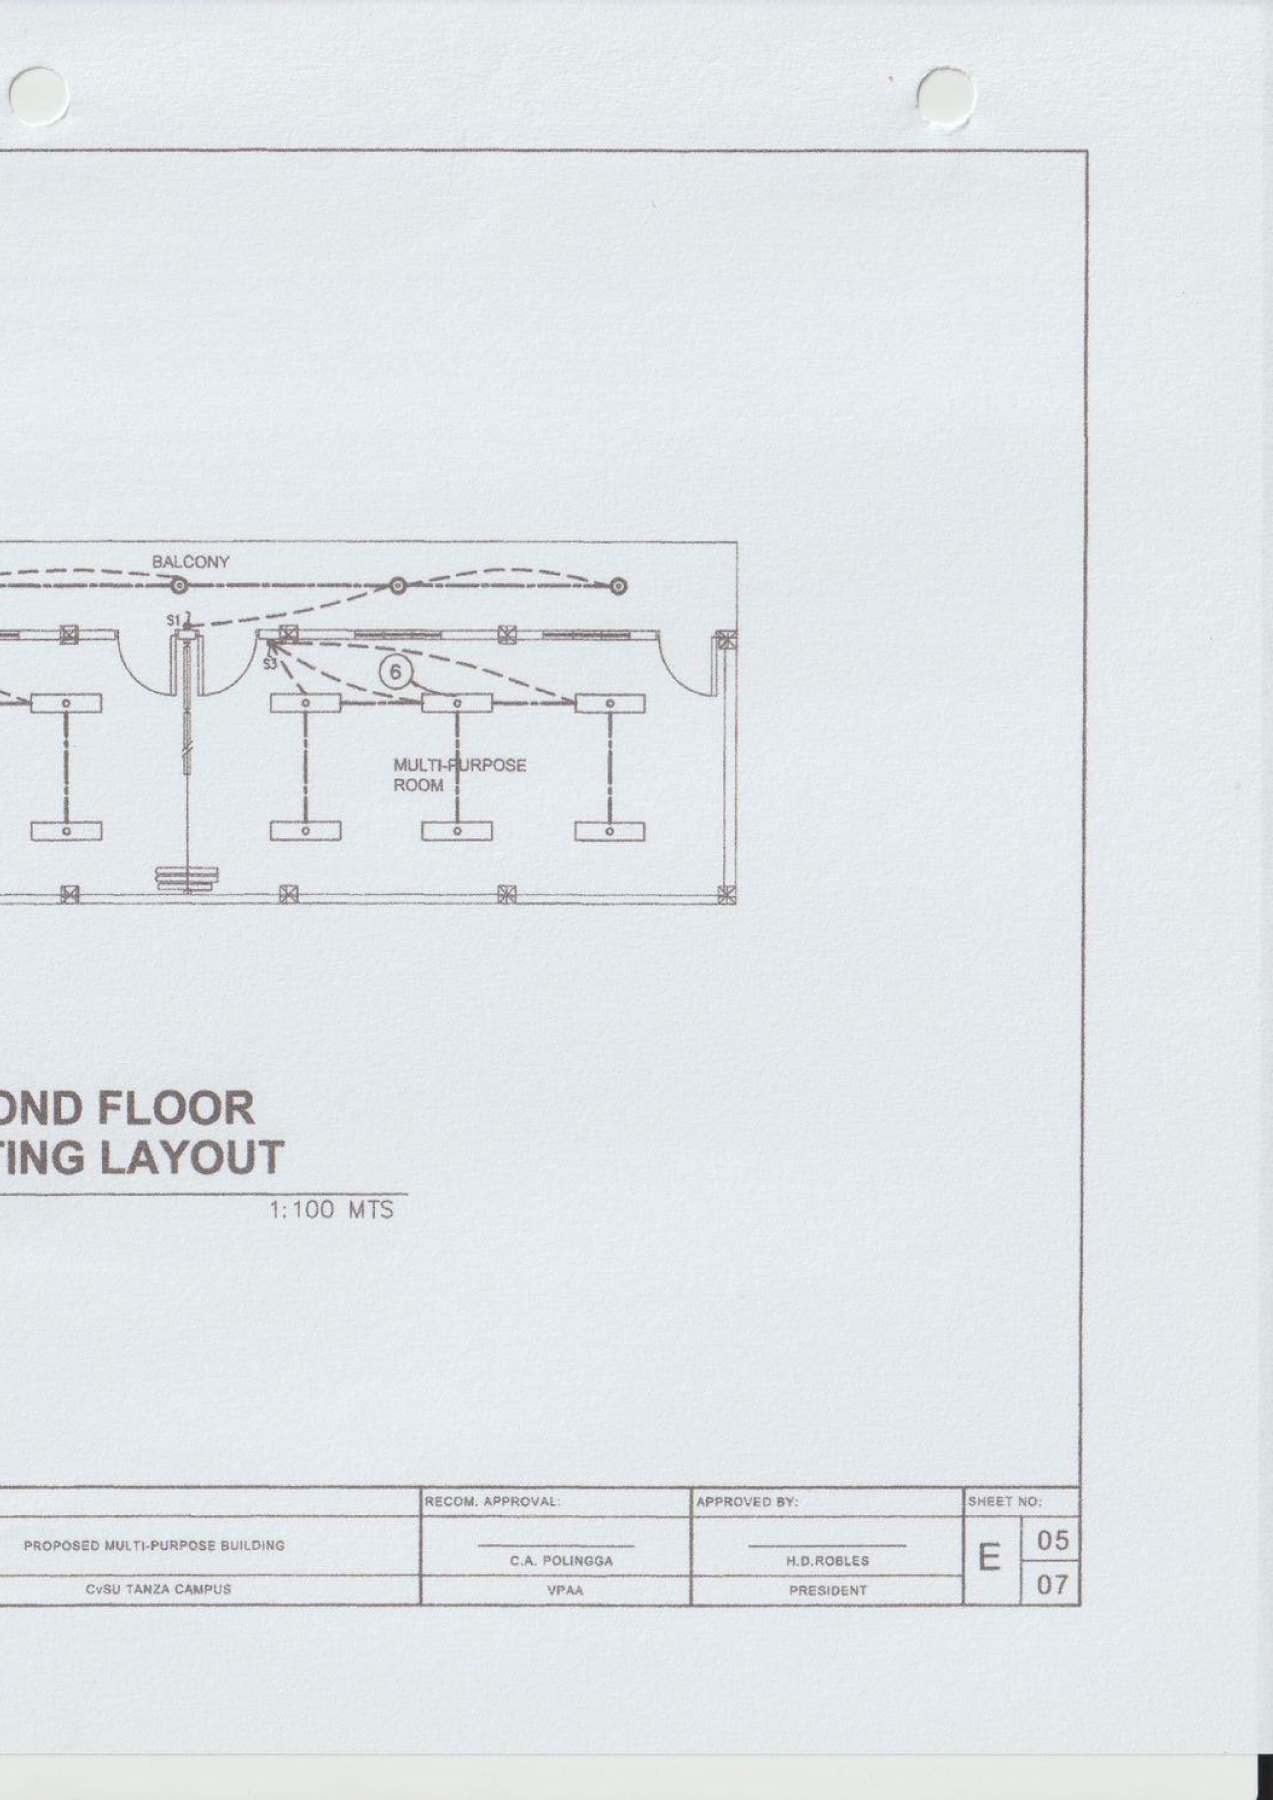 BALCONY
S1
S3
6
MULTI-PURPOSE
ROOM
OND FLOOR
TING LAYOUT
1:100 MTS
RECOM. APPROVAL:
APPROVED BY:
SHEET NO:
PROPOSED MULTI-PURPOSE BUILDING
C.A. POLINGGA
H.D.ROBLES
E
05
CvSU TANZA CAMPUS
VPAA
PRESIDENT
07